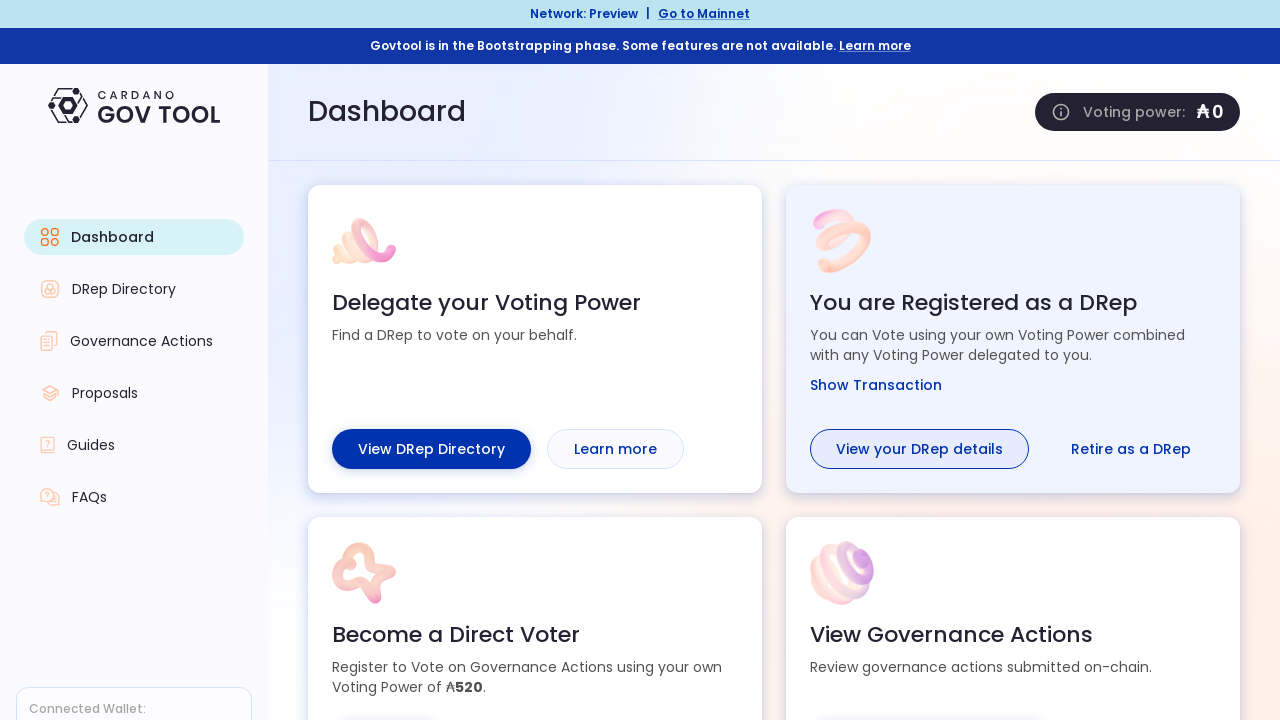 Network: Preview | Go to Mainnet
Govtool is in the Bootstrapping phase. Some features are not available. Learn more
CARDANO
GOV TOOL
Dashboard
DRep Directory
Governance Actions
Proposals
Guides
FAQs
Connected Wallet:
Dashboard
Voting power: ₳ 0
Delegate your Voting Power
Find a DRep to vote on your behalf.
View DRep Directory
Learn more
You are Registered as a DRep
You can Vote using your own Voting Power combined
with any Voting Power delegated to you.
Show Transaction
View your DRep details
Retire as a DRep
Become a Direct Voter
Register to Vote on Governance Actions using your own
Voting Power of ₳520.
View Governance Actions
Review governance actions submitted on-chain.